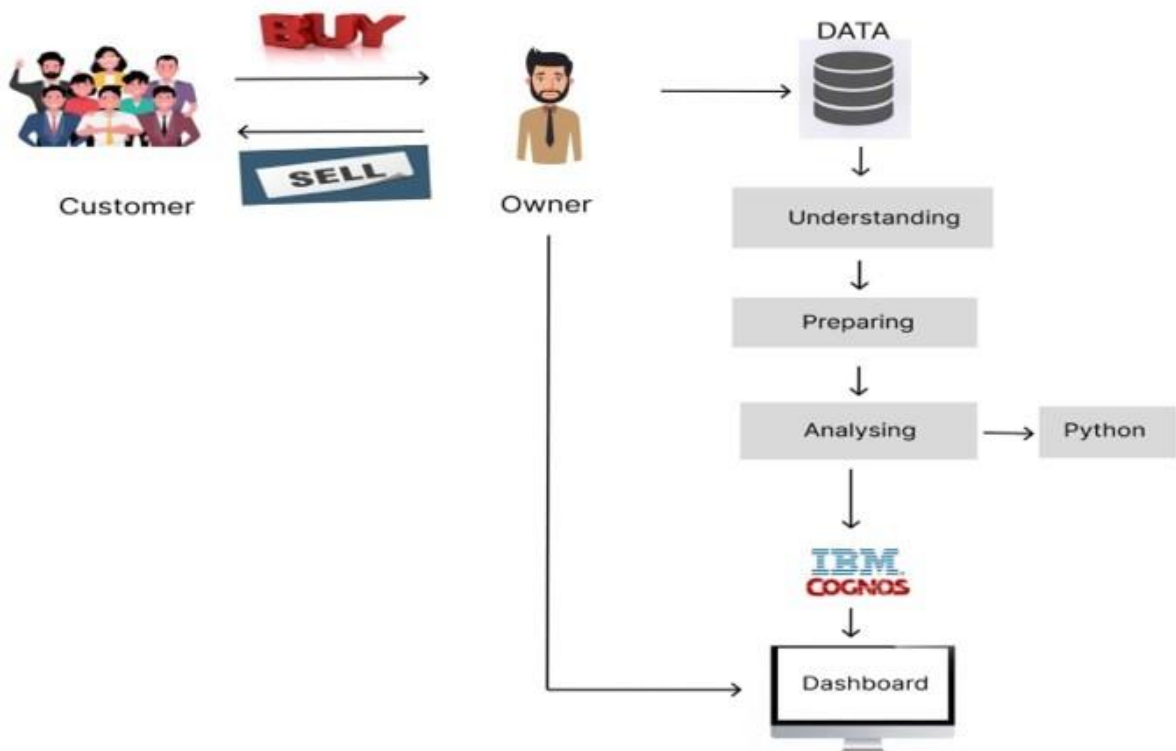 BUY
DATA
SELL
Customer
Owner
Understanding
Preparing
Analysing
Python
IBM
COGNOS
Dashboard